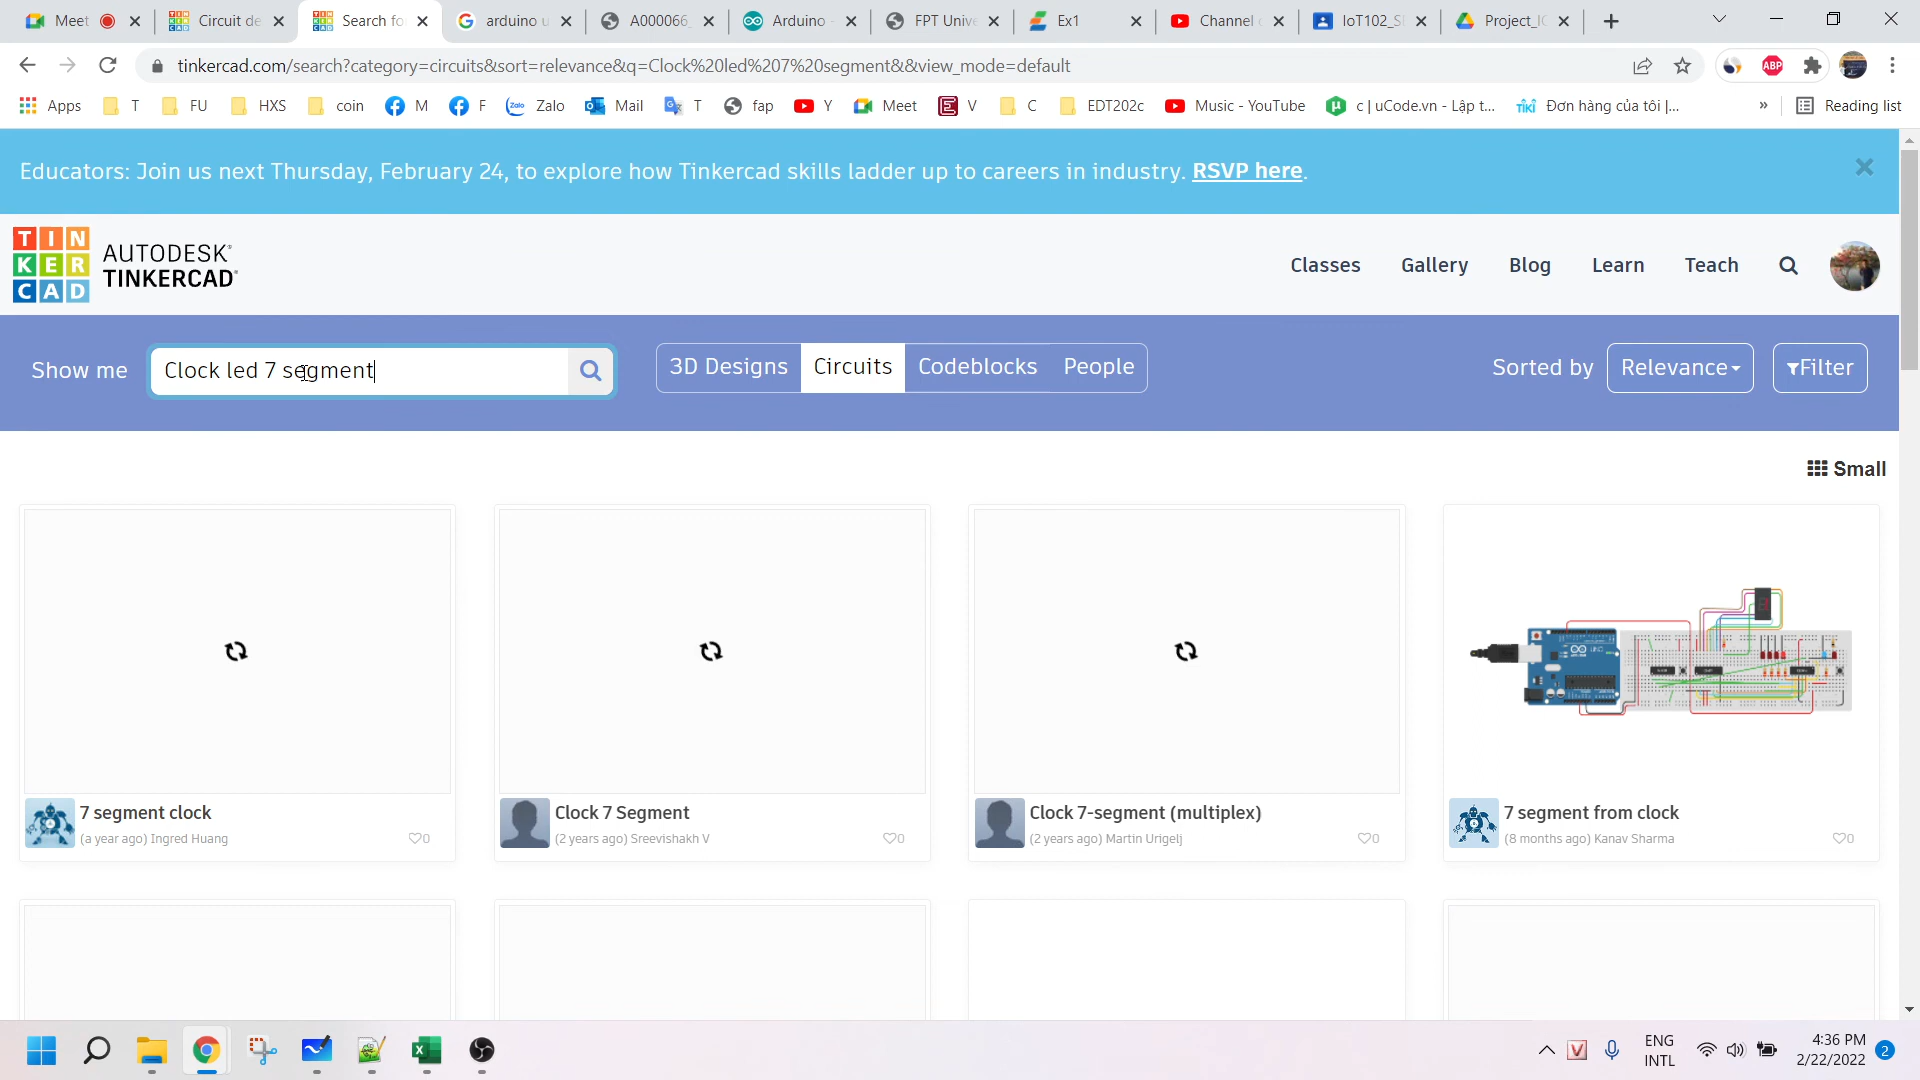 Meet
Circuit de
Search fo
arduino u
A000066_
Arduino -
FPT Unive
Ex1
Channel c
IoT102_S
Project_IO
tinkercad.com/search?category=circuits&sort=relevance&q=Clock%20led%207%20segment&&view_mode=default
ABP
Apps
T
FU
HXS
coin
M
F
Zalo
Mail
T
fap
Y
Meet
V
C
EDT202c
Music - YouTube
c | uCode.vn - Lập t...
TIKI
Đơn hàng của tôi |...
»
Reading list
Educators: Join us next Thursday, February 24, to explore how Tinkercad skills ladder up to careers in industry. RSVP here.
TIN
KER
CAD
AUTODESK®
TINKERCAD®
Classes
Gallery
Blog
Learn
Teach
Show me
Clock led 7 segment
3D Designs
Circuits
Codeblocks
People
Sorted by
Relevance
Filter
Small
7 segment clock
(a year ago) Ingred Huang
0
Clock 7 Segment
(2 years ago) Sreevishakh V
0
Clock 7-segment (multiplex)
(2 years ago) Martin Urigelj
0
UNO
7 segment from clock
(8 months ago) Kanav Sharma
0
V
ENG
INTL
4:36 PM
2/22/2022
2